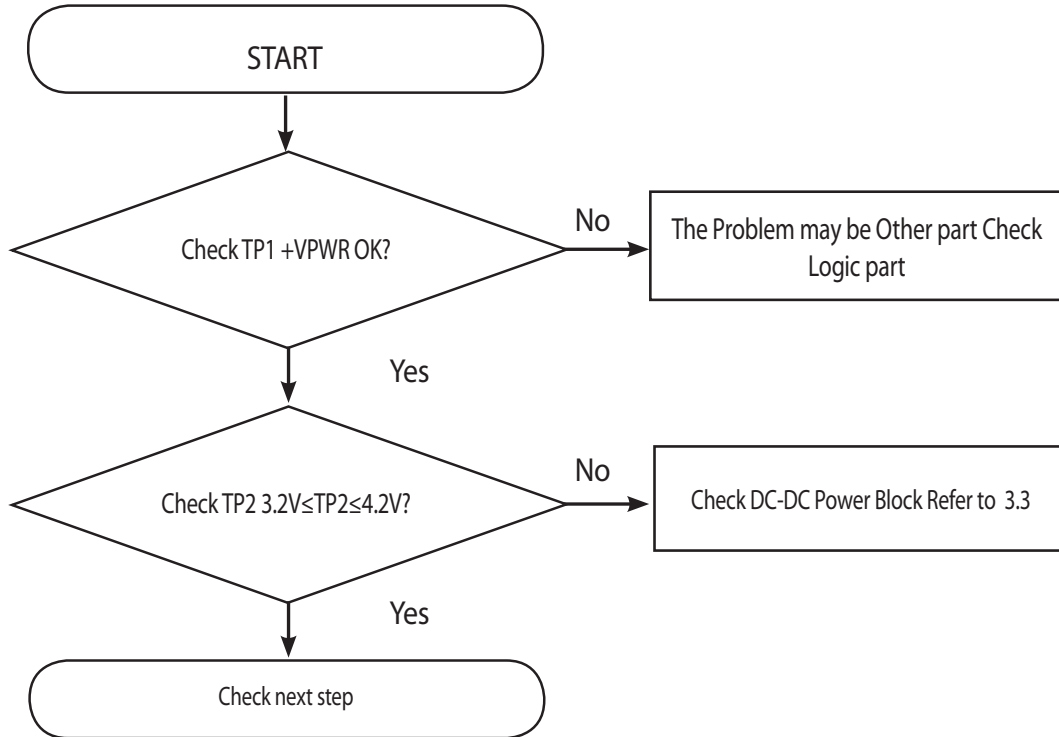 START
Check TP1 +VPWR OK?
No
The Problem may be Other part Check
Logic part
Yes
Check TP2 3.2V≤TP2≤4.2V?
No
Check DC-DC Power Block Refer to 3.3
Yes
Check next step